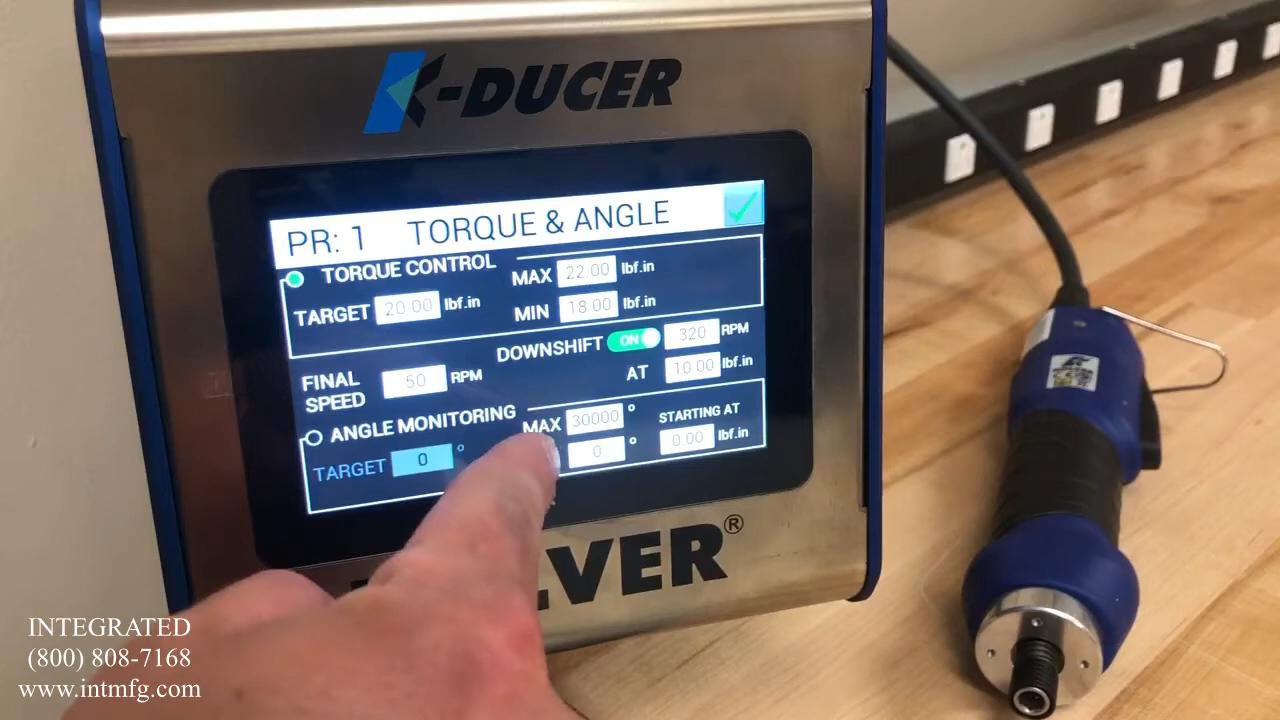 K-DUCER
PR: 1 TORQUE & ANGLE
TORQUE CONTROL
MAX 22.00 lbf.in
TARGET 20.00 lbf.in
MIN 18.00 lbf.in
DOWNSHIFT ON 320 RPM
FINAL SPEED 50 RPM
AT 10.00 lbf.in
ANGLE MONITORING
MAX 30000 °
STARTING AT
TARGET 0 °
0 °
0.00 lbf.in
LVER®
INTEGRATED
(800) 808-7168
www.intmfg.com